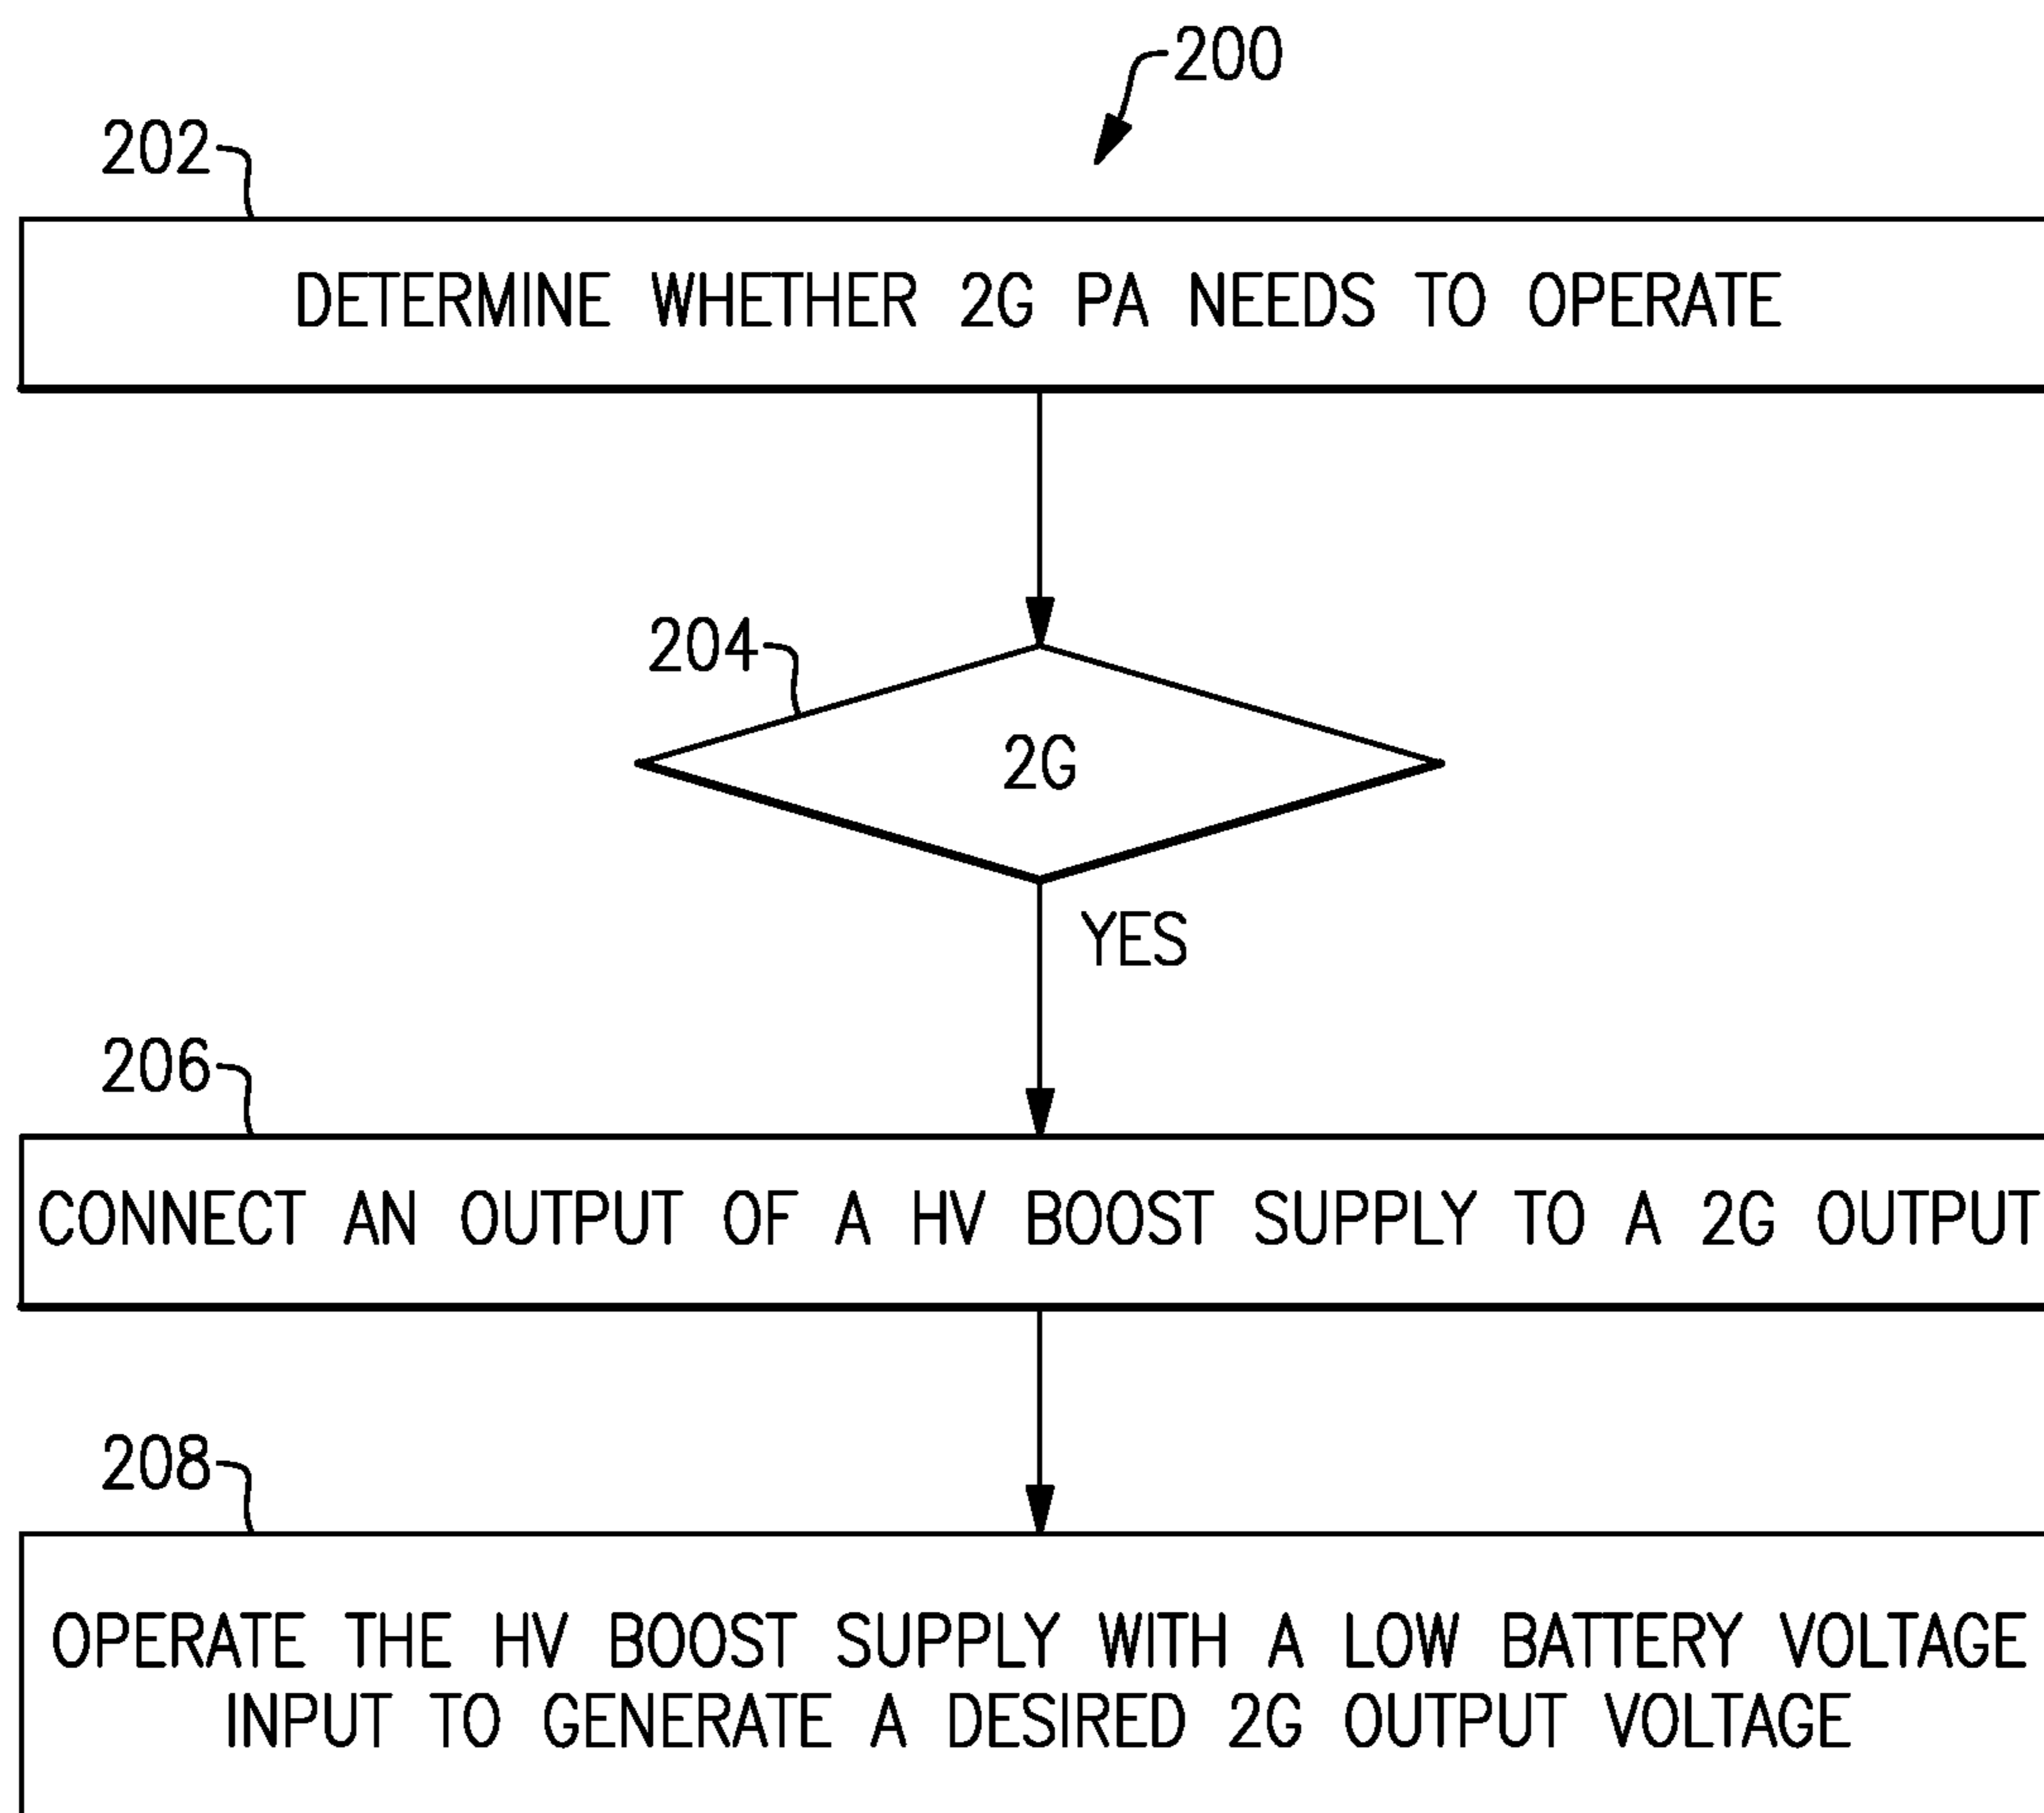 200
202
DETERMINE WHETHER 2G PA NEEDS TO OPERATE
204
2G
YES
206
CONNECT AN OUTPUT OF A HV BOOST SUPPLY TO A 2G OUTPUT
208
OPERATE THE HV BOOST SUPPLY WITH A LOW BATTERY VOLTAGE
INPUT TO GENERATE A DESIRED 2G OUTPUT VOLTAGE